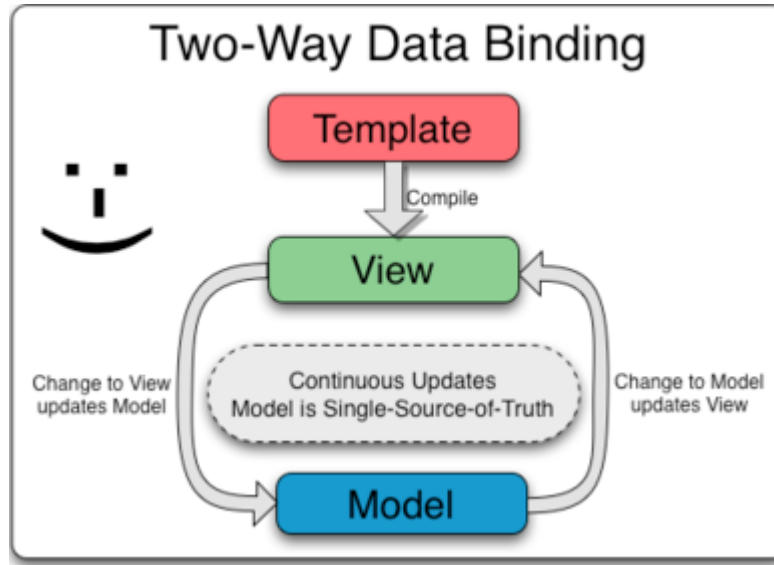 Two-Way Data Binding
Template
Compile
View
Change to View
updates Model
Continuous Updates
Model is Single-Source-of-Truth
Change to Model
updates View
Model